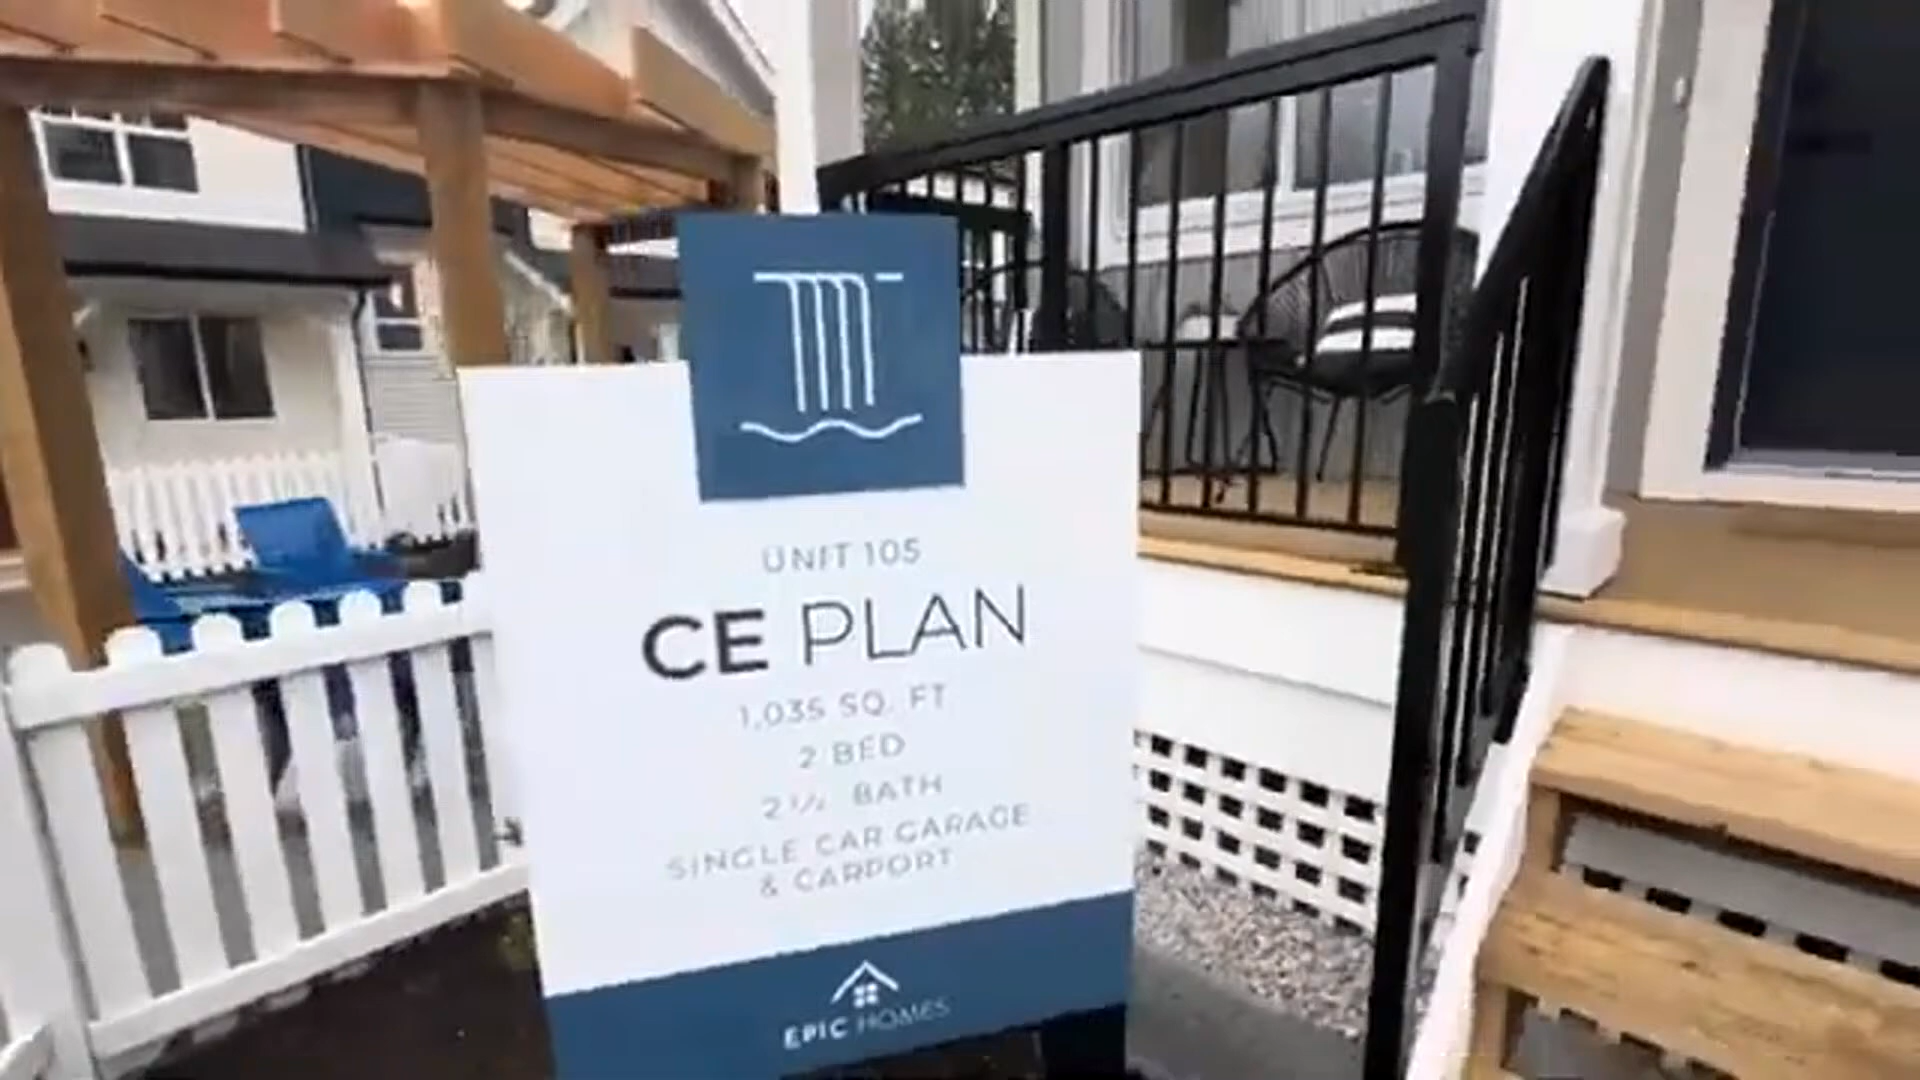 UNIT 105
CE PLAN
1,035 SQ. FT
2 BED
2 1/2 BATH
SINGLE CAR GARAGE
& CARPORT
EPIC HOMES